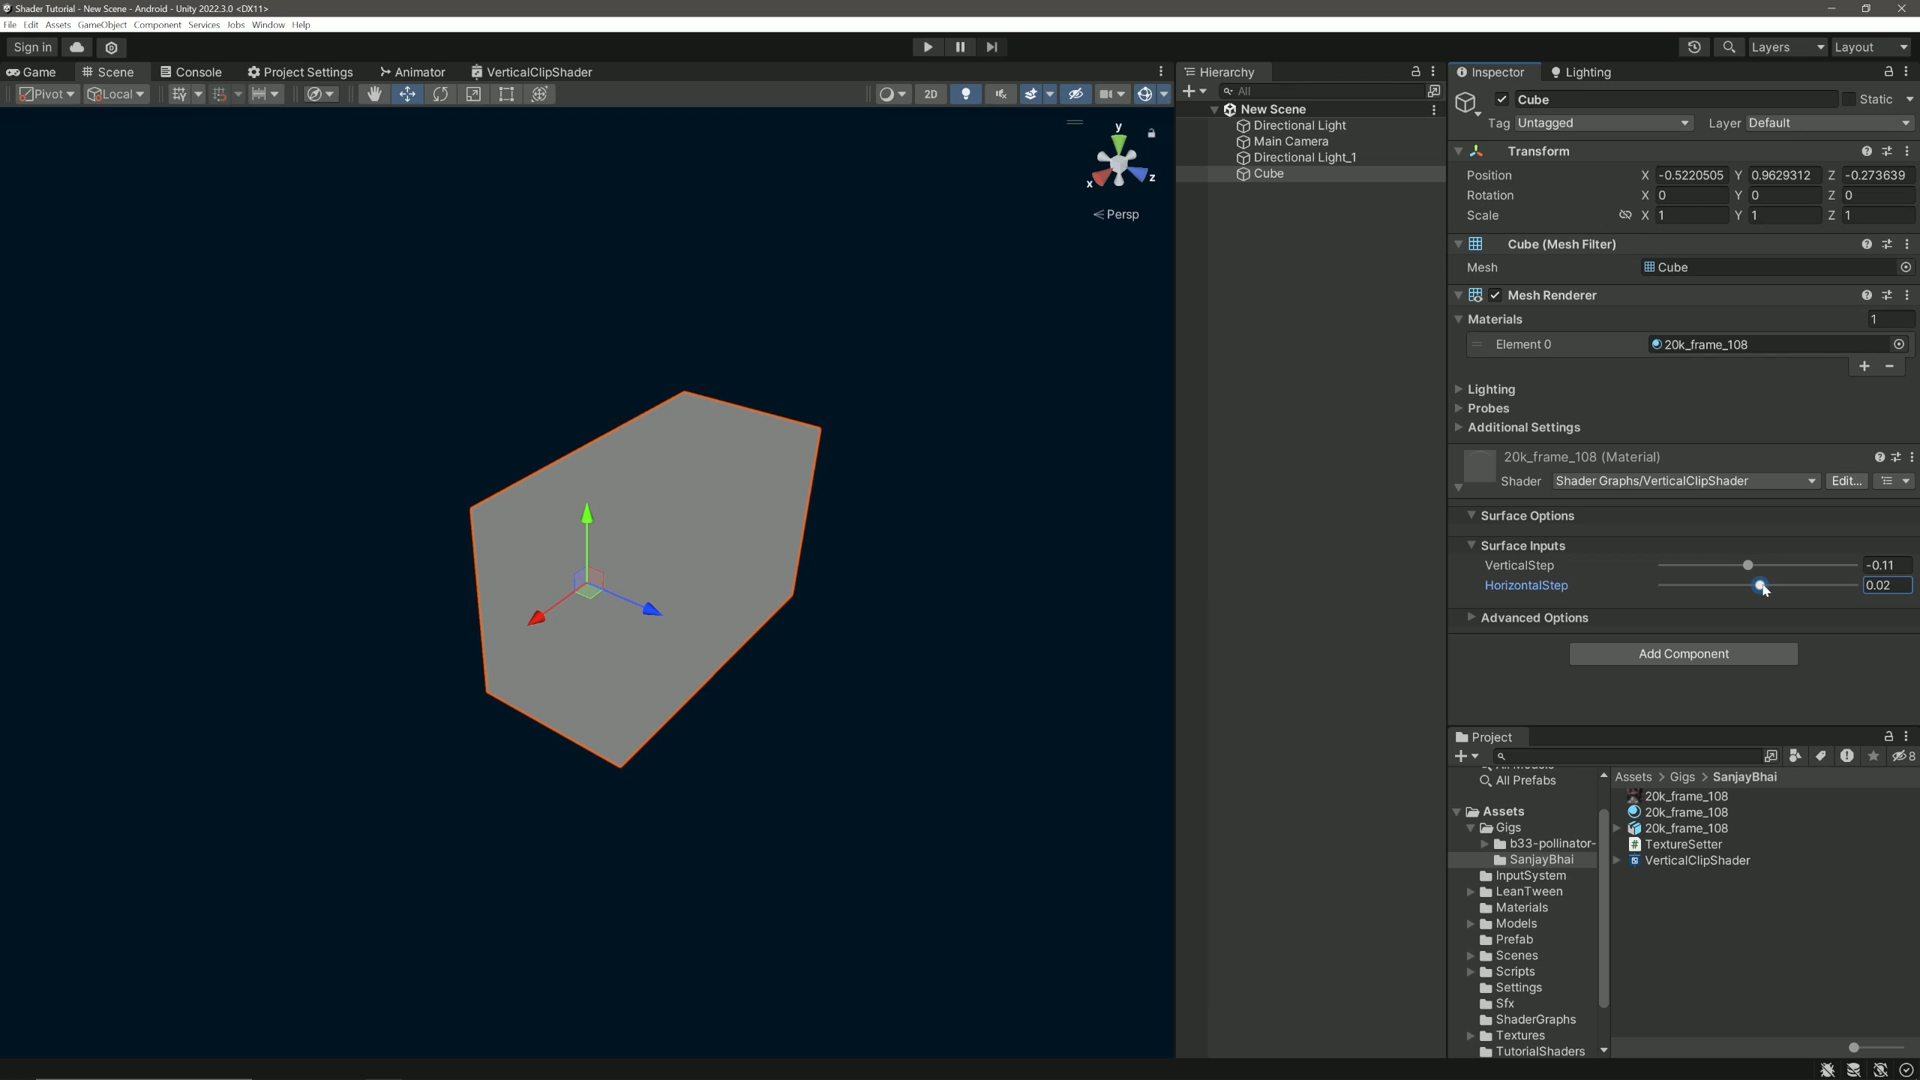 Shader Tutorial - New Scene - Android - Unity 2022.3.0 <DX11>
File Edit Assets GameObject Component Services Jobs Window Help
Sign in Layers Layout
Game Scene Console Project Settings Animator VerticalClipShader
Pivot Local 2D
y
x z
Persp
Hierarchy
All
New Scene
Directional Light
Main Camera
Directional Light_1
Cube
Inspector Lighting
Cube Static
Tag Untagged Layer Default
Transform
Position X -0.5220505 Y 0.9629312 Z -0.273639
Rotation X 0 Y 0 Z 0
Scale X 1 Y 1 Z 1
Cube (Mesh Filter)
Mesh Cube
Mesh Renderer
Materials 1
Element 0 20k_frame_108
Lighting
Probes
Additional Settings
20k_frame_108 (Material)
Shader Shader Graphs/VerticalClipShader Edit...
Surface Options
Surface Inputs
VerticalStep -0.11
HorizontalStep 0.02
Advanced Options
Add Component
Project
8
All Prefabs
Assets
Gigs
b33-pollinator-
SanjayBhai
InputSystem
LeanTween
Materials
Models
Prefab
Scenes
Scripts
Settings
Sfx
ShaderGraphs
Textures
TutorialShaders
Assets > Gigs > SanjayBhai
20k_frame_108
20k_frame_108
20k_frame_108
TextureSetter
VerticalClipShader